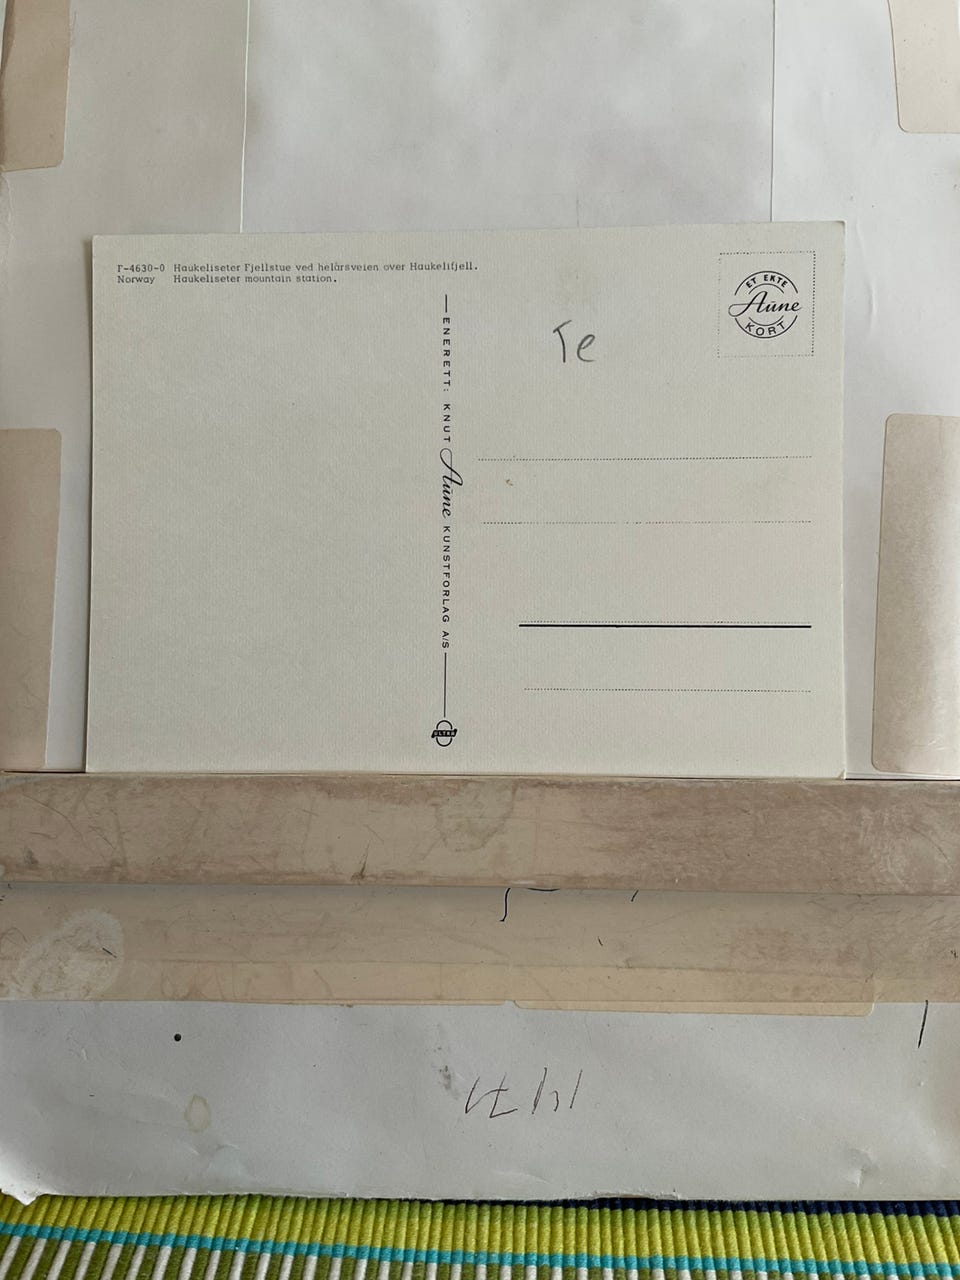 F-4630-0 Haukeliseter Fjellstue ved helårsveien over Haukelifjell.
Norway Haukeliseter mountain station.
ET EKTE
Aune
KORT
Te
ENERETT: KNUT Aune KUNSTFORLAG A/S
ULTRA